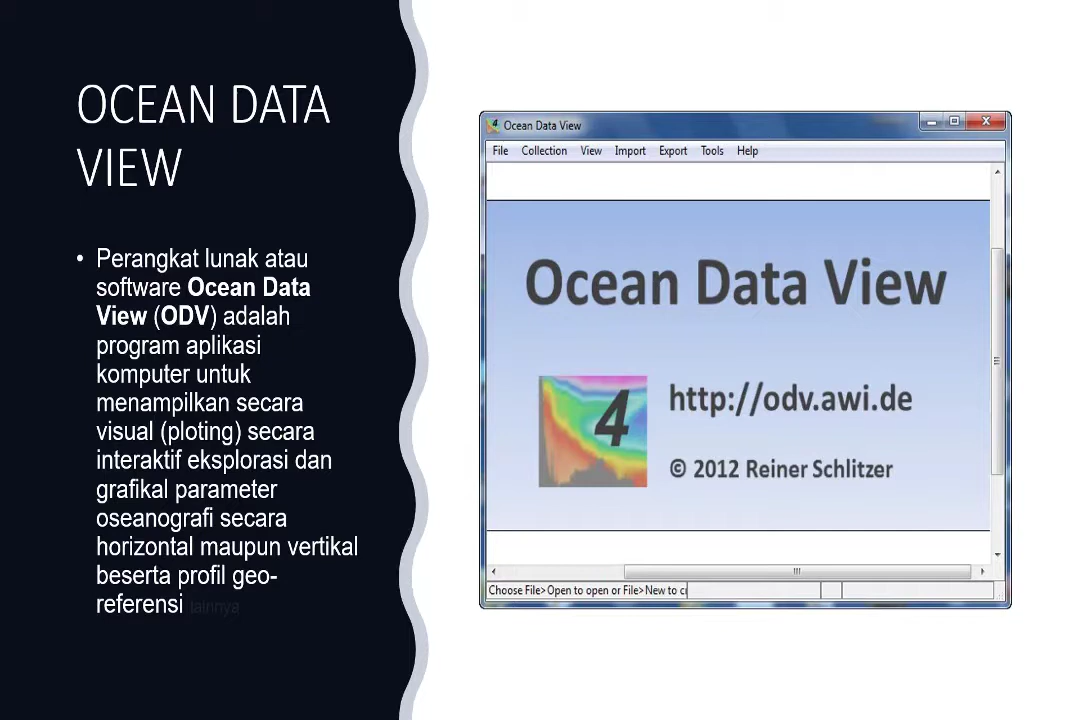 OCEAN DATA
VIEW
• Perangkat lunak atau
software Ocean Data
View (ODV) adalah
program aplikasi
komputer untuk
menampilkan secara
visual (ploting) secara
interaktif eksplorasi dan
grafikal parameter
oseanografi secara
horizontal maupun vertikal
beserta profil geo-
referensi lainnya
4 Ocean Data View
File Collection View Import Export Tools Help
Ocean Data View
4
http://odv.awi.de
© 2012 Reiner Schlitzer
Choose File>Open to open or File>New to cr